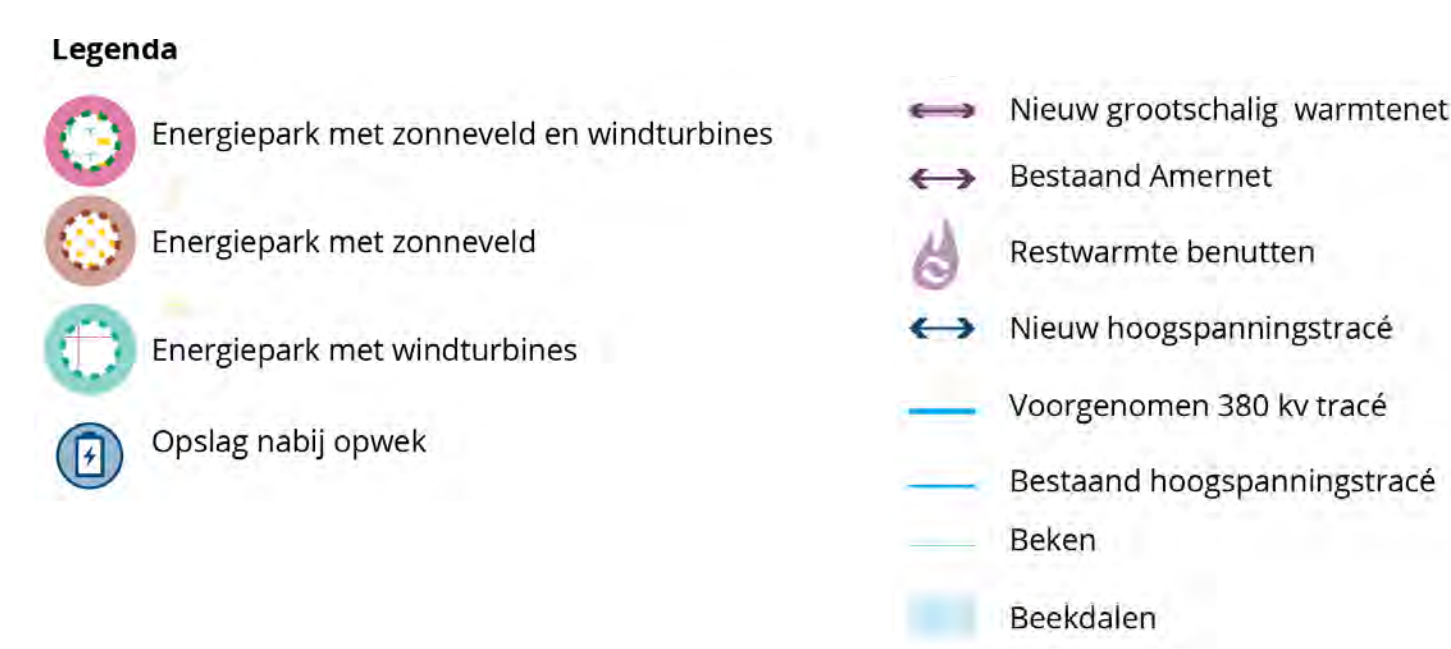 Legenda
Energiepark met zonneveld en windturbines
Energiepark met zonneveld
Energiepark met windturbines
Opslag nabij opwek
Nieuw grootschalig warmtenet
Bestaand Amernet
Restwarmte benutten
Nieuw hoogspanningstracé
Voorgenomen 380 kv tracé
Bestaand hoogspanningstracé
Beken
Beekdalen